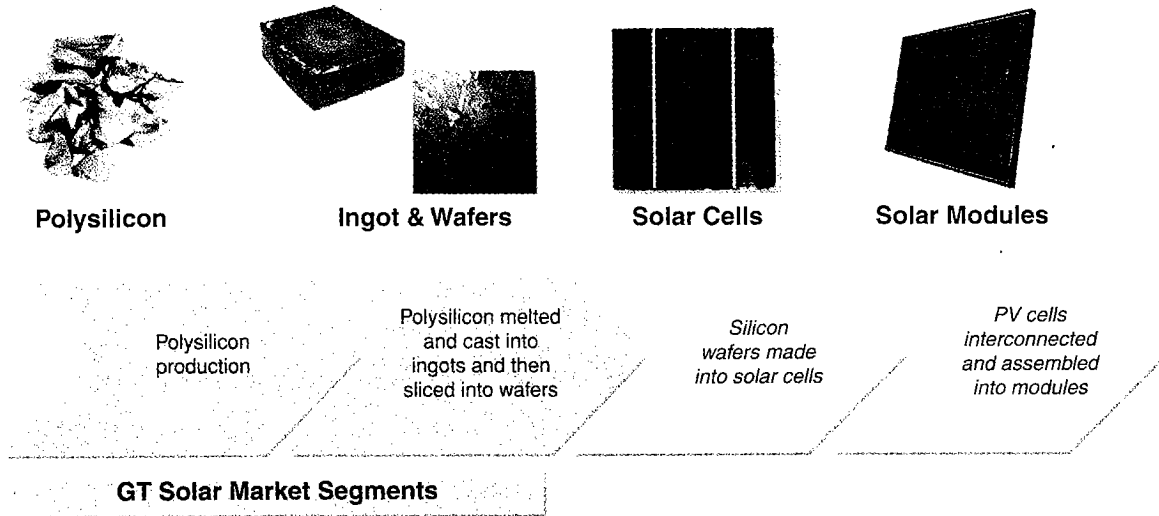 Polysilicon
Ingot & Wafers
Solar Cells
Solar Modules
Polysilicon
production
Polysilicon melted
and cast into
ingots and then
sliced into wafers
Silicon
wafers made
into solar cells
PV cells
interconnected
and assembled
into modules
GT Solar Market Segments